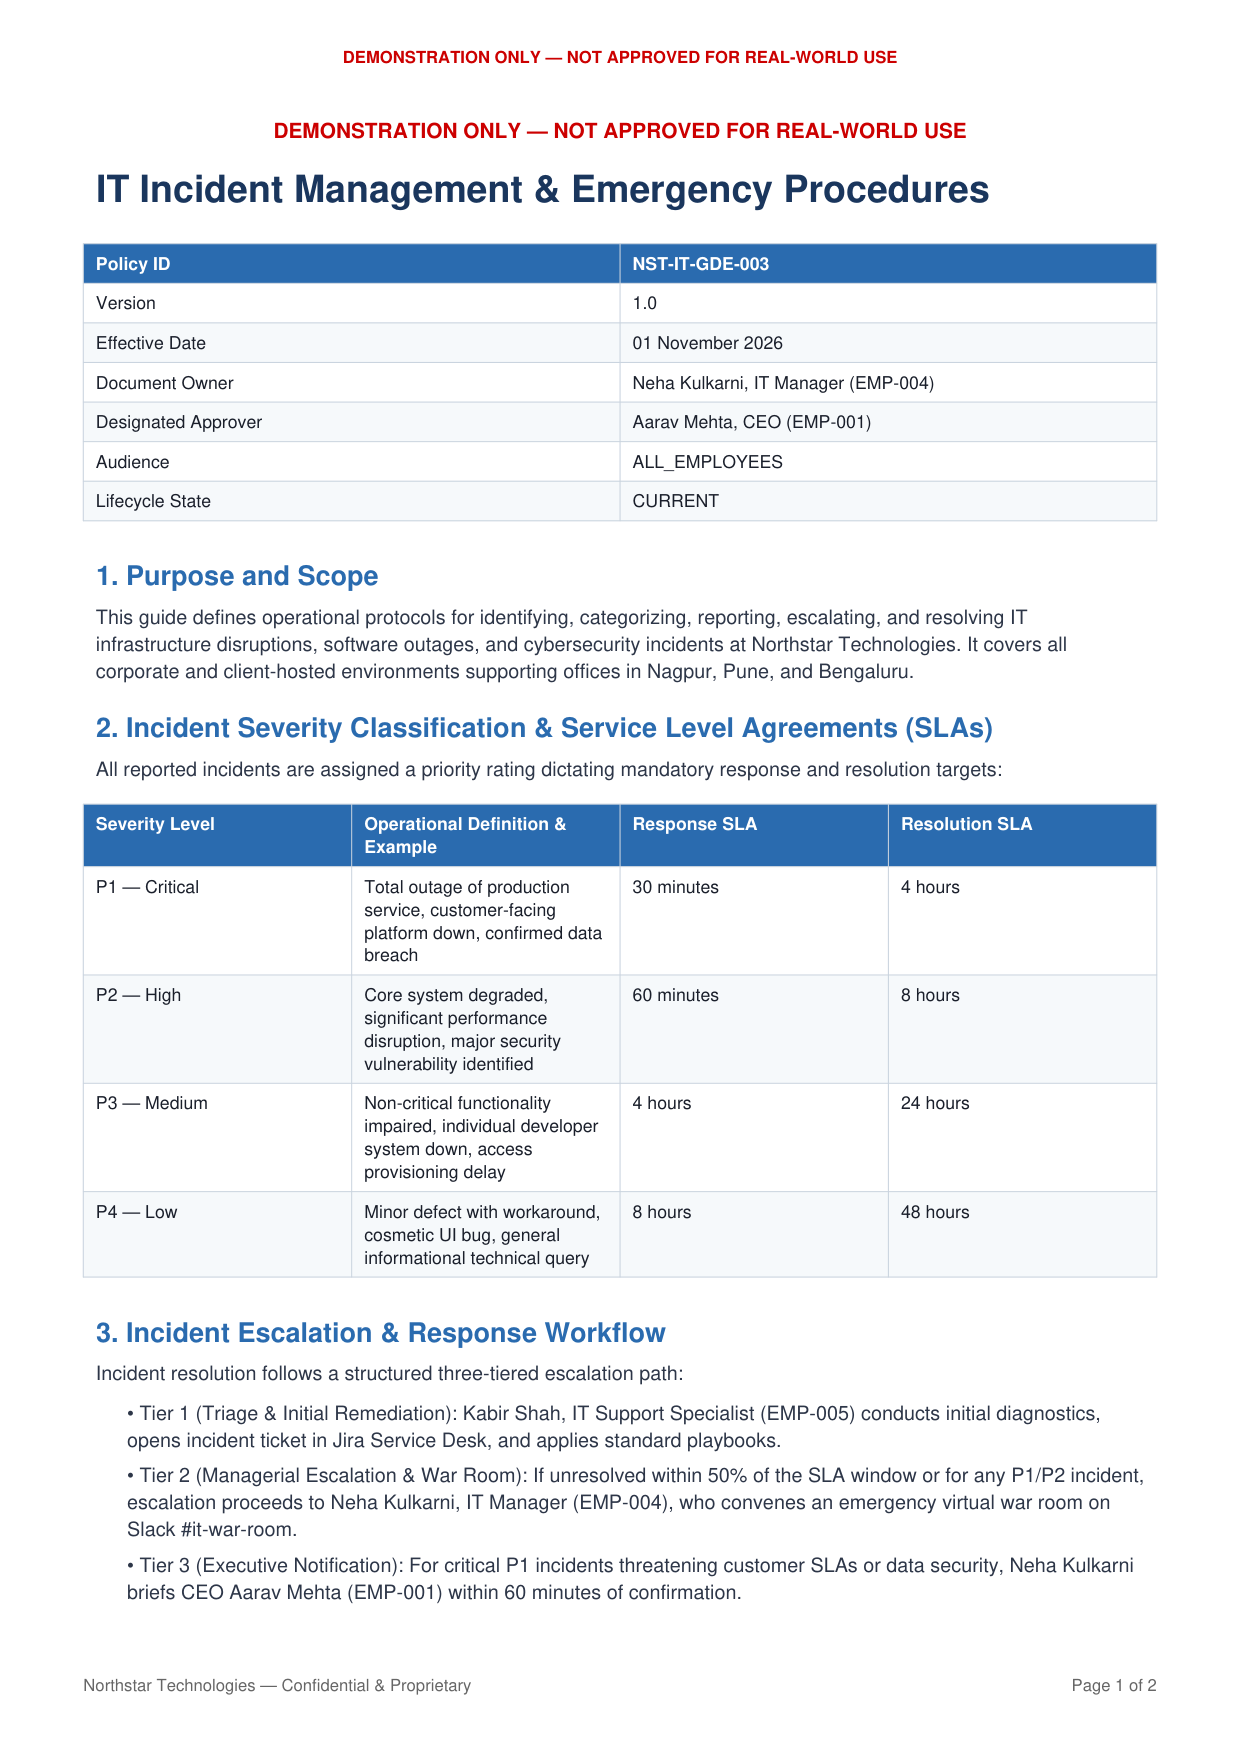 DEMONSTRATION ONLY — NOT APPROVED FOR REAL-WORLD USE
DEMONSTRATION ONLY — NOT APPROVED FOR REAL-WORLD USE
IT Incident Management & Emergency Procedures
Policy ID NST-IT-GDE-003
Version 1.0
Effective Date 01 November 2026
Document Owner Neha Kulkarni, IT Manager (EMP-004)
Designated Approver Aarav Mehta, CEO (EMP-001)
Audience ALL_EMPLOYEES
Lifecycle State CURRENT
1. Purpose and Scope
This guide defines operational protocols for identifying, categorizing, reporting, escalating, and resolving IT
infrastructure disruptions, software outages, and cybersecurity incidents at Northstar Technologies. It covers all
corporate and client-hosted environments supporting offices in Nagpur, Pune, and Bengaluru.
2. Incident Severity Classification & Service Level Agreements (SLAs)
All reported incidents are assigned a priority rating dictating mandatory response and resolution targets:
Severity Level Operational Definition & Response SLA Resolution SLA
Example
P1 — Critical Total outage of production 30 minutes 4 hours
service, customer-facing
platform down, confirmed data
breach
P2 — High Core system degraded, 60 minutes 8 hours
significant performance
disruption, major security
vulnerability identified
P3 — Medium Non-critical functionality 4 hours 24 hours
impaired, individual developer
system down, access
provisioning delay
P4 — Low Minor defect with workaround, 8 hours 48 hours
cosmetic UI bug, general
informational technical query
3. Incident Escalation & Response Workflow
Incident resolution follows a structured three-tiered escalation path:
• Tier 1 (Triage & Initial Remediation): Kabir Shah, IT Support Specialist (EMP-005) conducts initial diagnostics,
opens incident ticket in Jira Service Desk, and applies standard playbooks.
• Tier 2 (Managerial Escalation & War Room): If unresolved within 50% of the SLA window or for any P1/P2 incident,
escalation proceeds to Neha Kulkarni, IT Manager (EMP-004), who convenes an emergency virtual war room on
Slack #it-war-room.
• Tier 3 (Executive Notification): For critical P1 incidents threatening customer SLAs or data security, Neha Kulkarni
briefs CEO Aarav Mehta (EMP-001) within 60 minutes of confirmation.
Northstar Technologies — Confidential & Proprietary Page 1 of 2